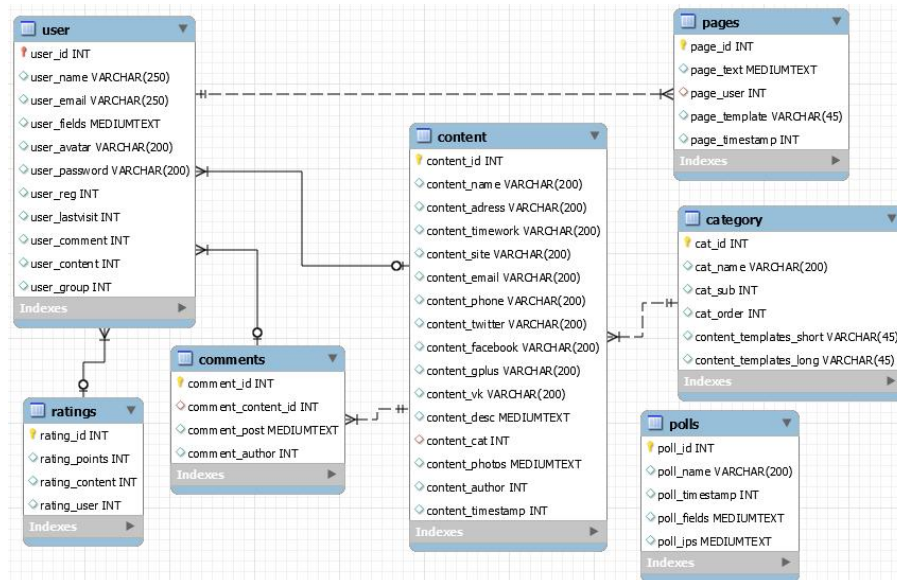 user
user_id INT
user_name VARCHAR(250)
user_email VARCHAR(250)
user_fields MEDIUMTEXT
user_avatar VARCHAR(200)
user_password VARCHAR(200)
user_reg INT
user_lastvisit INT
user_comment INT
user_content INT
user_group INT
Indexes
pages
page_id INT
page_text MEDIUMTEXT
page_user INT
page_template VARCHAR(45)
page_timestamp INT
Indexes
content
content_id INT
content_name VARCHAR(200)
content_adress VARCHAR(200)
content_timework VARCHAR(200)
content_site VARCHAR(200)
content_email VARCHAR(200)
content_phone VARCHAR(200)
content_twitter VARCHAR(200)
content_facebook VARCHAR(200)
content_gplus VARCHAR(200)
content_vk VARCHAR(200)
content_desc MEDIUMTEXT
content_cat INT
content_photos MEDIUMTEXT
content_author INT
content_timestamp INT
Indexes
category
cat_id INT
cat_name VARCHAR(200)
cat_sub INT
cat_order INT
content_templates_short VARCHAR(45)
content_templates_long VARCHAR(45)
Indexes
comments
comment_id INT
comment_content_id INT
comment_post MEDIUMTEXT
comment_author INT
Indexes
ratings
rating_id INT
rating_points INT
rating_content INT
rating_user INT
Indexes
polls
poll_id INT
poll_name VARCHAR(200)
poll_timestamp INT
poll_fields MEDIUMTEXT
poll_ips MEDIUMTEXT
Indexes